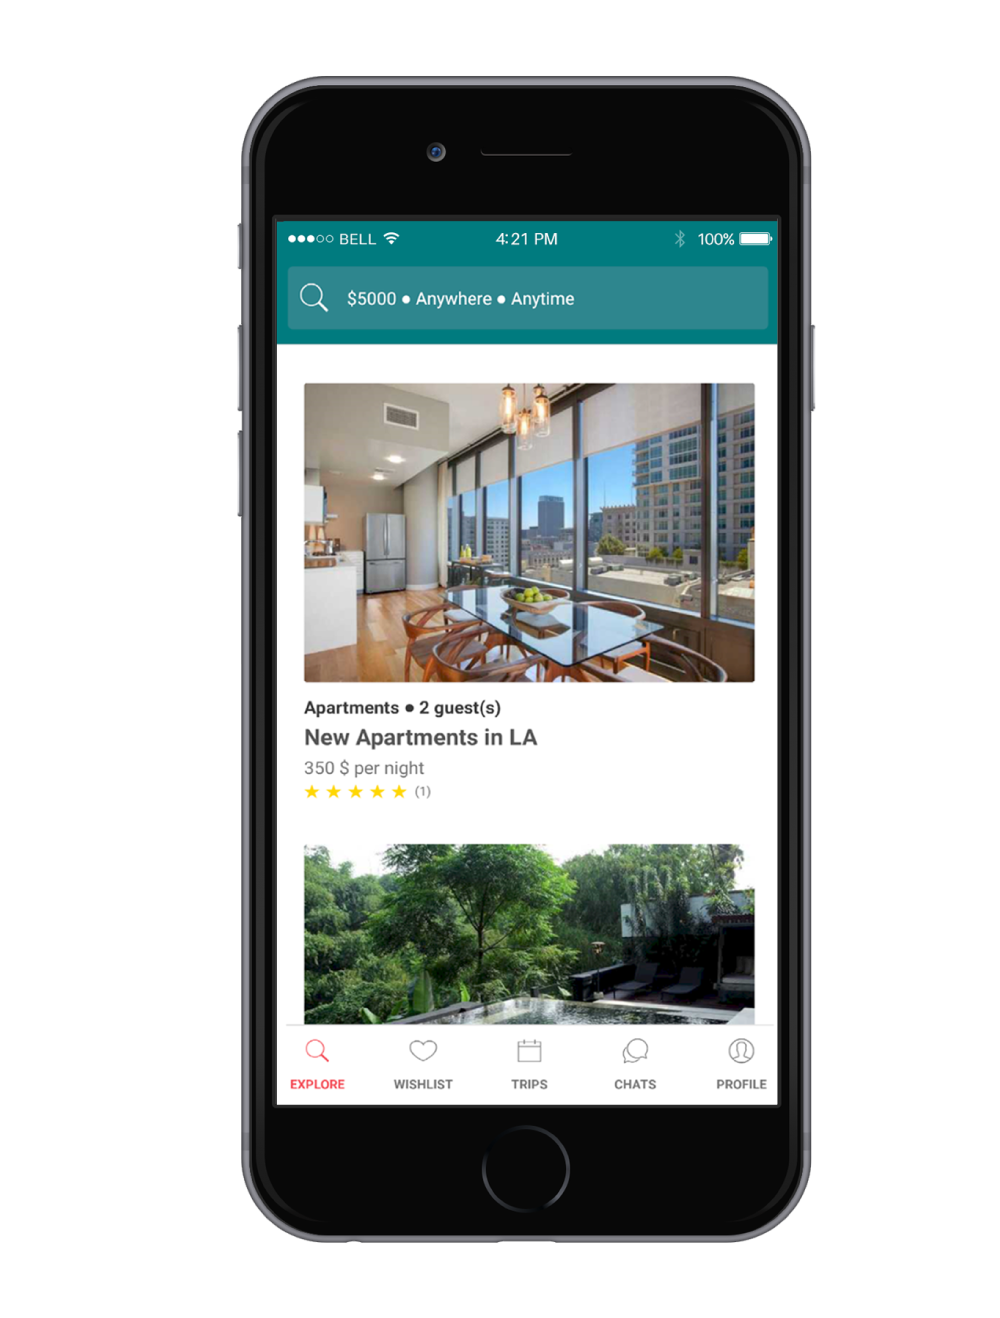 BELL 4:21 PM 100%
$5000 ● Anywhere ● Anytime
Apartments ● 2 guest(s)
New Apartments in LA
350 $ per night
(1)
EXPLORE WISHLIST TRIPS CHATS PROFILE